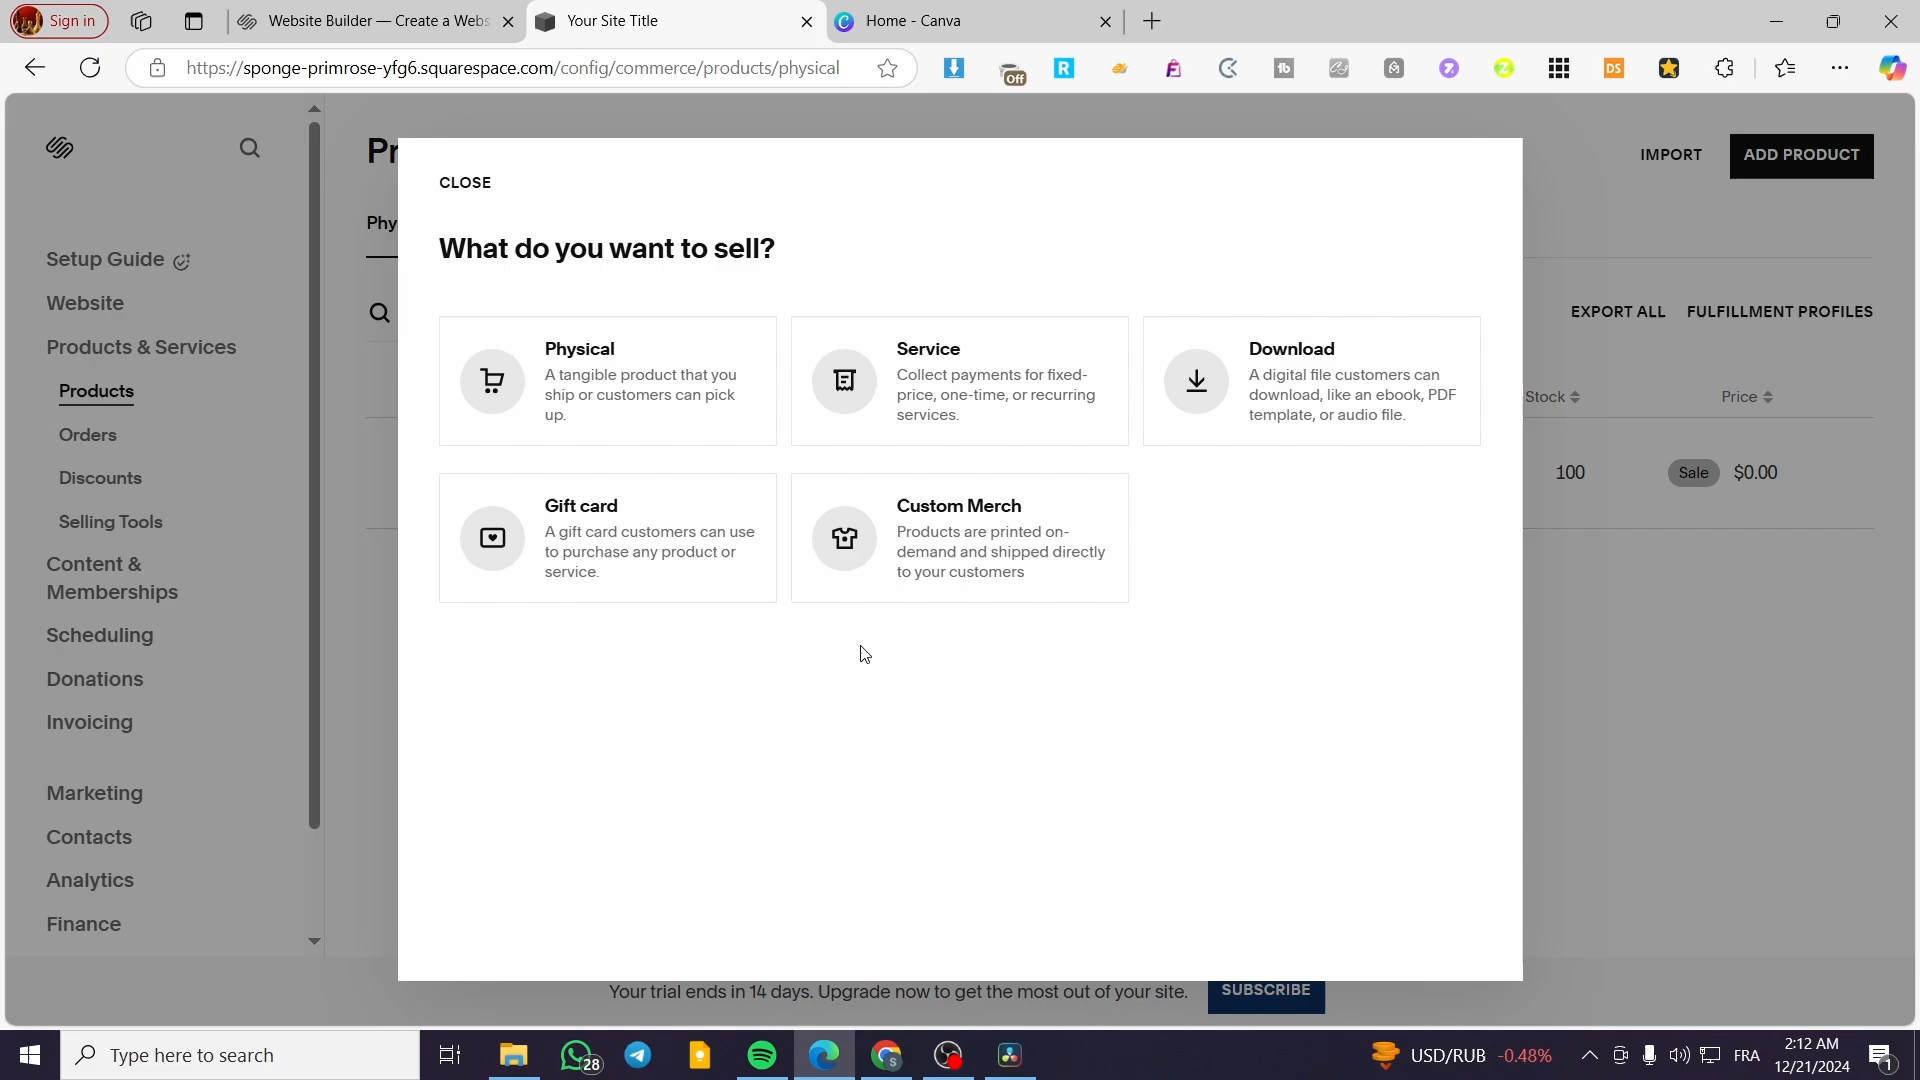 Sign in
Website Builder — Create a Webs
Your Site Title
Home - Canva
https://sponge-primrose-yfg6.squarespace.com/config/commerce/products/physical
Off
R
tb
DS
Pr
IMPORT
ADD PRODUCT
CLOSE
Phy
What do you want to sell?
Setup Guide
Website
Products & Services
Products
Orders
Discounts
Selling Tools
Content &
Memberships
Scheduling
Donations
Invoicing
Marketing
Contacts
Analytics
Finance
EXPORT ALL
FULFILLMENT PROFILES
Physical
A tangible product that you
ship or customers can pick
up.
Service
Collect payments for fixed-
price, one-time, or recurring
services.
Download
A digital file customers can
download, like an ebook, PDF
template, or audio file.
Stock
Price
100
Sale
$0.00
Gift card
A gift card customers can use
to purchase any product or
service.
Custom Merch
Products are printed on-
demand and shipped directly
to your customers
Your trial ends in 14 days. Upgrade now to get the most out of your site.
SUBSCRIBE
Type here to search
28
USD/RUB -0.48%
FRA
2:12 AM
12/21/2024
1